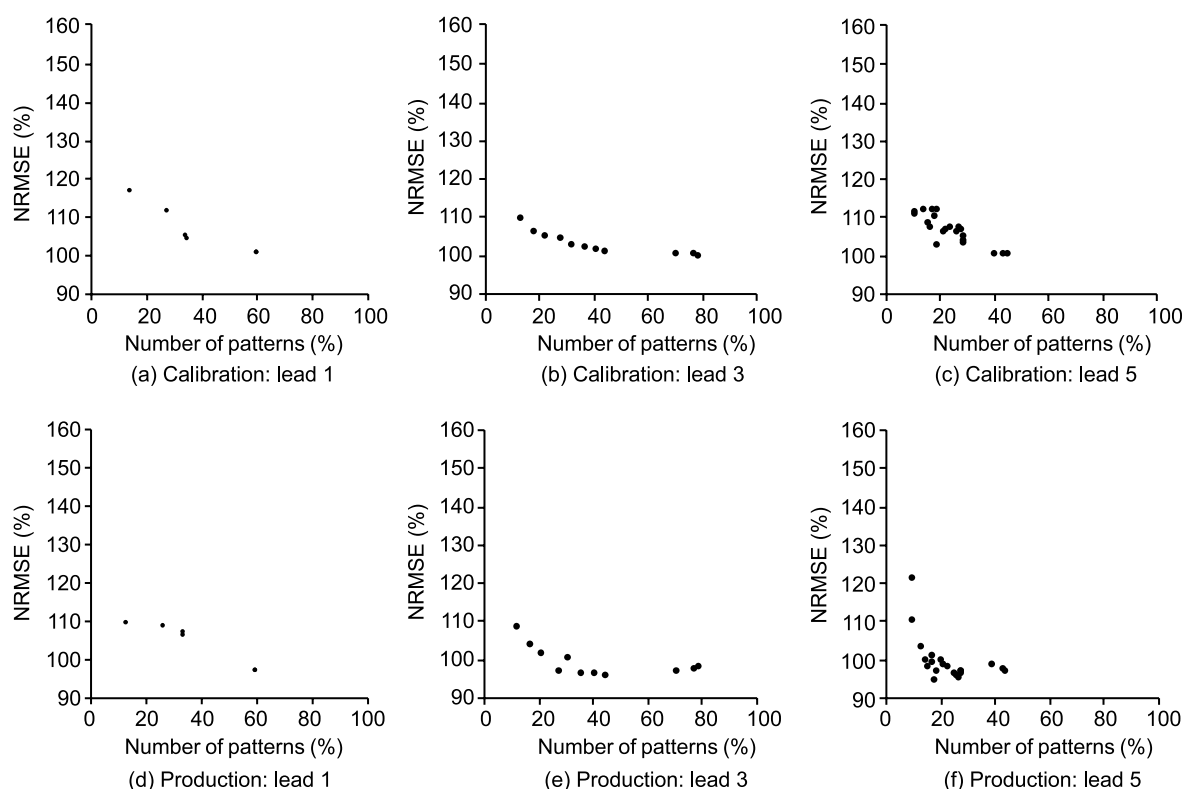 160
150
140
130
120
110
100
90
NRMSE (%)
0 20 40 60 80 100
Number of patterns (%)
(a) Calibration: lead 1
160
150
140
130
120
110
100
90
NRMSE (%)
0 20 40 60 80 100
Number of patterns (%)
(b) Calibration: lead 3
160
150
140
130
120
110
100
90
NRMSE (%)
0 20 40 60 80 100
Number of patterns (%)
(c) Calibration: lead 5
160
150
140
130
120
110
100
90
NRMSE (%)
0 20 40 60 80 100
Number of patterns (%)
(d) Production: lead 1
160
150
140
130
120
110
100
90
NRMSE (%)
0 20 40 60 80 100
Number of patterns (%)
(e) Production: lead 3
160
150
140
130
120
110
100
90
NRMSE (%)
0 20 40 60 80 100
Number of patterns (%)
(f) Production: lead 5